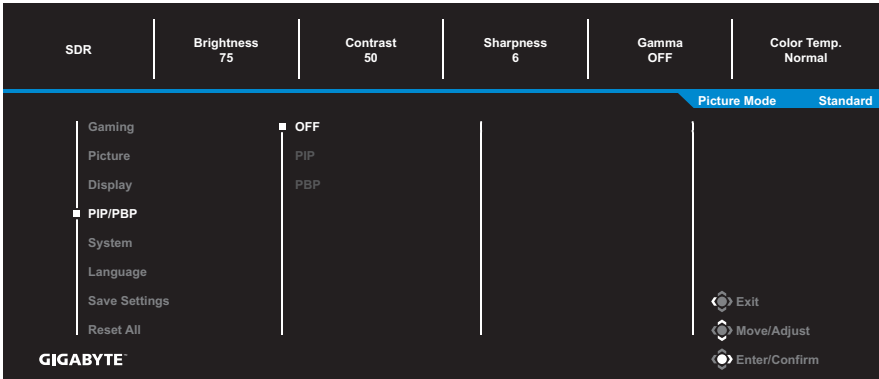 SDR
Brightness
75
Contrast
50
Sharpness
6
Gamma
OFF
Color Temp.
Normal
Picture Mode Standard
Gaming
Picture
Display
PIP/PBP
System
Language
Save Settings
Reset All
OFF
PIP
PBP
Exit
Move/Adjust
Enter/Confirm
GIGABYTE™